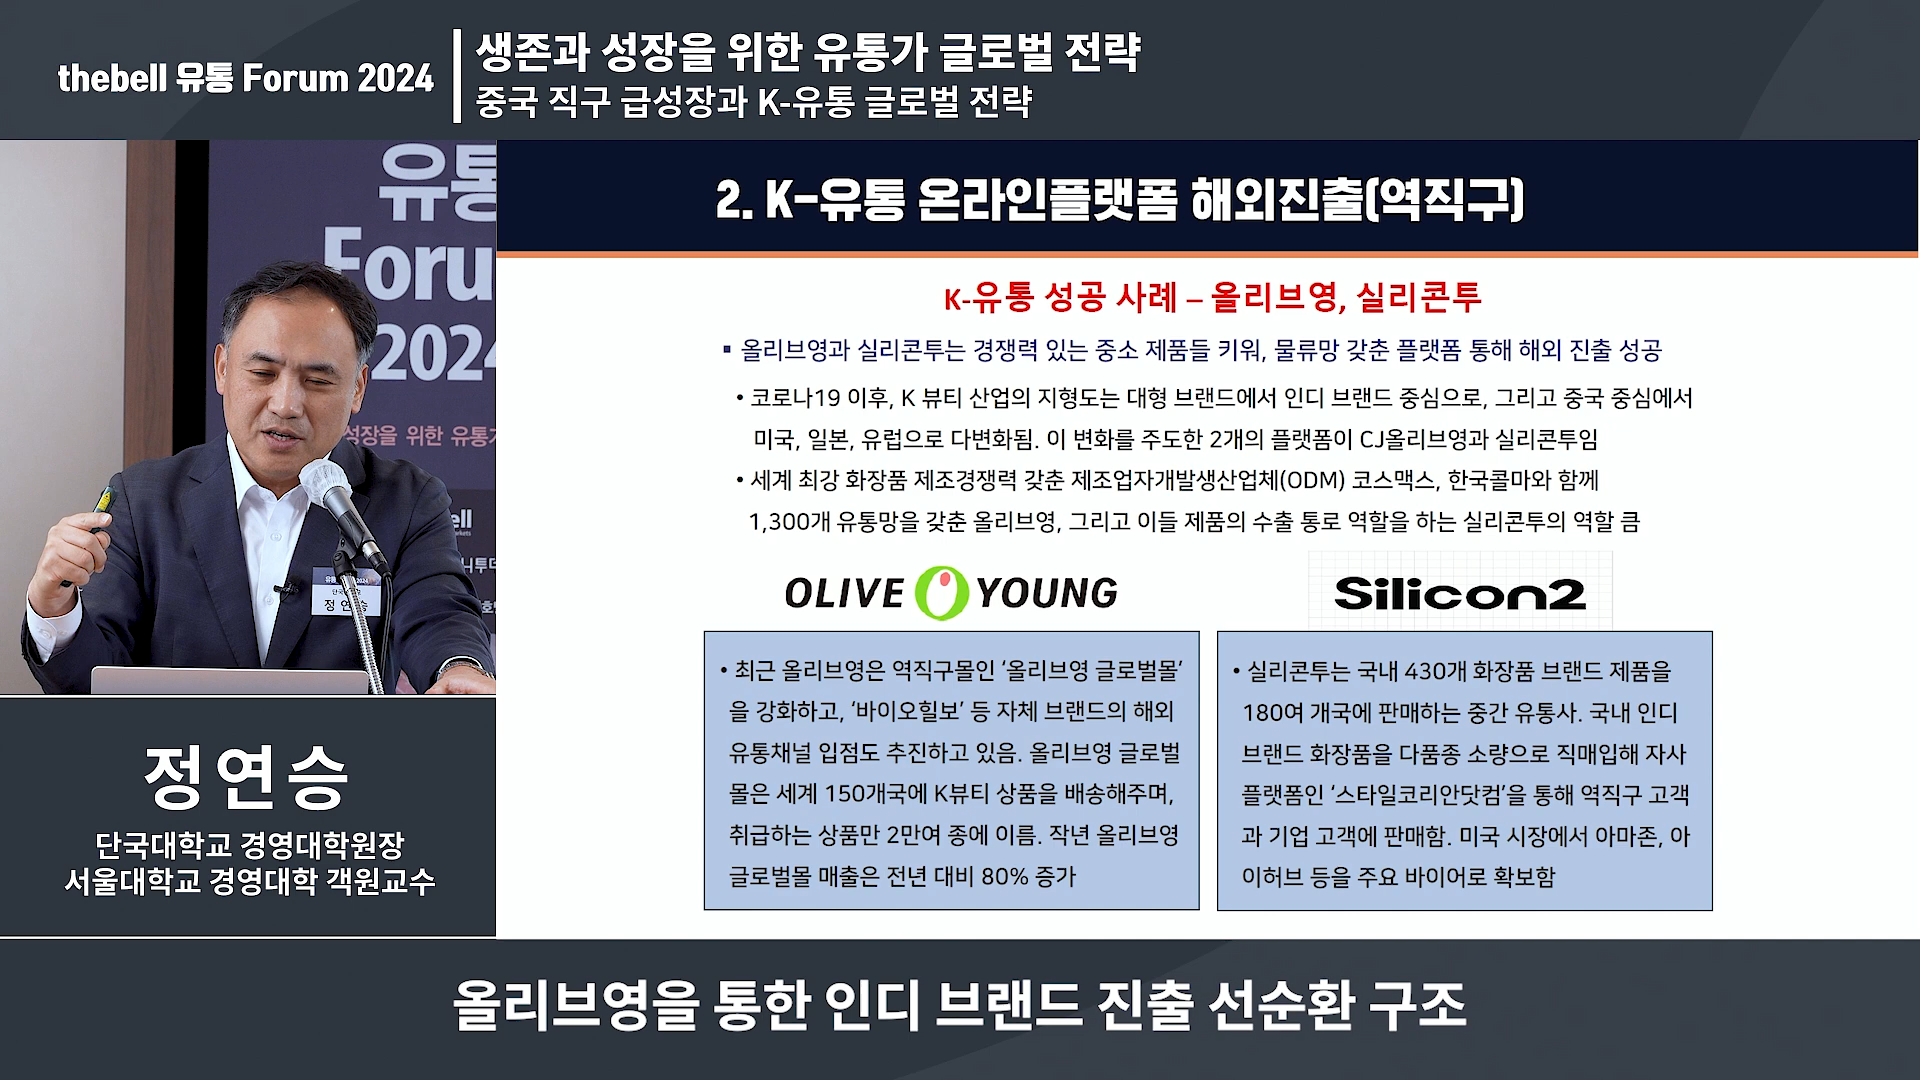 thebell 유통 Forum 2024
생존과 성장을 위한 유통가 글로벌 전략
중국 직구 급성장과 K-유통 글로벌 전략
유통
Foru
2024
성장을 위한 유통가
ell
니투데
단국대학교
정연승
정연승
단국대학교 경영대학원장
서울대학교 경영대학 객원교수
2. K-유통 온라인플랫폼 해외진출(역직구)
K-유통 성공 사례 – 올리브영, 실리콘투
▪ 올리브영과 실리콘투는 경쟁력 있는 중소 제품들 키워, 물류망 갖춘 플랫폼 통해 해외 진출 성공
• 코로나19 이후, K 뷰티 산업의 지형도는 대형 브랜드에서 인디 브랜드 중심으로, 그리고 중국 중심에서
미국, 일본, 유럽으로 다변화됨. 이 변화를 주도한 2개의 플랫폼이 CJ올리브영과 실리콘투임
• 세계 최강 화장품 제조경쟁력 갖춘 제조업자개발생산업체(ODM) 코스맥스, 한국콜마와 함께
1,300개 유통망을 갖춘 올리브영, 그리고 이들 제품의 수출 통로 역할을 하는 실리콘투의 역할 큼
OLIVE YOUNG
• 최근 올리브영은 역직구몰인 ‘올리브영 글로벌몰‘
을 강화하고, ‘바이오힐보’ 등 자체 브랜드의 해외
유통채널 입점도 추진하고 있음. 올리브영 글로벌
몰은 세계 150개국에 K뷰티 상품을 배송해주며,
취급하는 상품만 2만여 종에 이름. 작년 올리브영
글로벌몰 매출은 전년 대비 80% 증가
Silicon2
• 실리콘투는 국내 430개 화장품 브랜드 제품을
180여 개국에 판매하는 중간 유통사. 국내 인디
브랜드 화장품을 다품종 소량으로 직매입해 자사
플랫폼인 ‘스타일코리안닷컴’을 통해 역직구 고객
과 기업 고객에 판매함. 미국 시장에서 아마존, 아
이허브 등을 주요 바이어로 확보함
올리브영을 통한 인디 브랜드 진출 선순환 구조